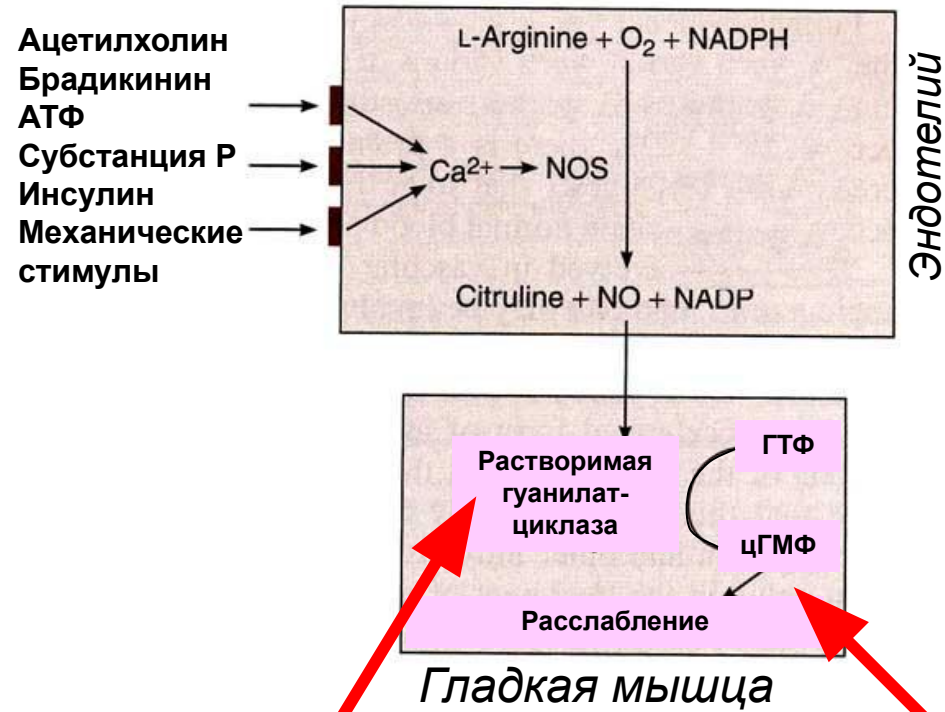 Ацетилхолин
Брадикинин
АТФ
Субстанция Р
Инсулин
Механические
стимулы
L-Arginine + O₂ + NADPH
Ca²⁺ → NOS
Citruline + NO + NADP
Эндотелий
Растворимая
гуанилат-
циклаза
ГТФ
цГМФ
Расслабление
Гладкая мышца